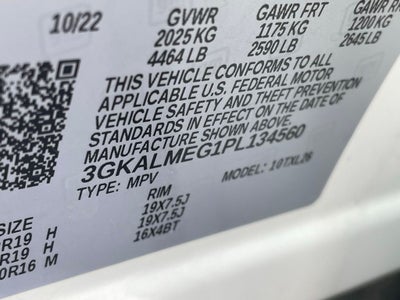 10/22 GVWR GAWR FRT GAWR
2025 KG 1175 KG 1200 KG
4464 LB 2590 LB 2645 LB
THIS VEHICLE CONFORMS TO ALL
APPLICABLE U.S. FEDERAL MOTOR
VEHICLE SAFETY AND THEFT PREVENTION
STANDARDS IN EFFECT ON THE DATE OF
MANUFACTURE SHOWN ABOVE.
3GKALMEG1PL134560
TYPE: MPV MODEL: 10TXL26
SIZE RIM
R19 H 19X7.5J
R19 H 19X7.5J
0R16 M 16X4BT